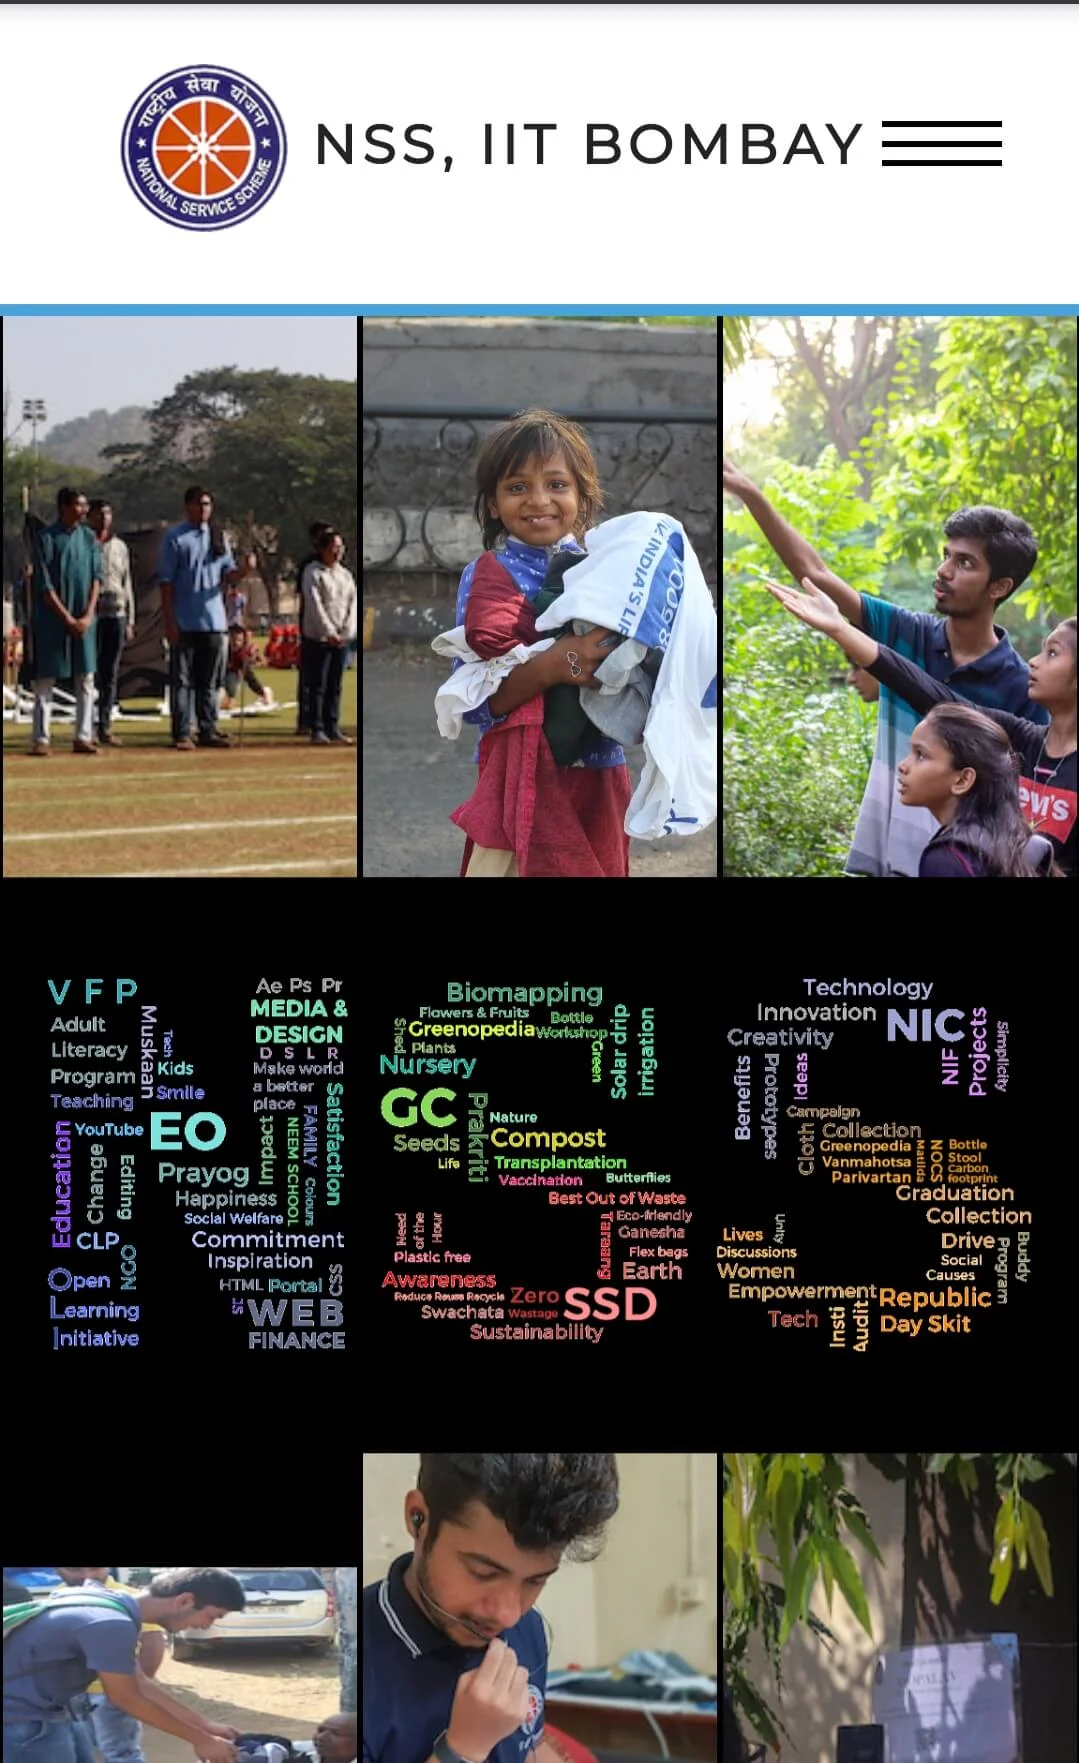 राष्ट्रीय सेवा योजना
NATIONAL SERVICE SCHEME
NSS, IIT BOMBAY
INDIA'S
V F P
Adult
Literacy
Program
Teaching
Muskaan
Tech
Kids
Smile
YouTube
EO
Education
Change
Editing
Prayog
Happiness
Social Welfare
CLP
NGO
Commitment
Inspiration
Open
Learning
Initiative
HTML Portal
CSS
JS
WEB
FINANCE
Ae Ps Pr
MEDIA &
DESIGN
D S L R
Make world
a better
place
Satisfaction
Impact
NEEM SCHOOL
FAMILY
Colours
Biomapping
Flowers & Fruits
Bottle
Workshop
Shed
Greenopedia
Plants
Green
Solar drip
irrigation
Nursery
GC
Prakriti
Nature
Seeds
Compost
Life
Transplantation
Vaccination
Butterflies
Best Out of Waste
Need
of the
Hour
Taraang
Eco-friendly
Ganesha
Plastic free
Flex bags
Earth
Awareness
Reduce Reuse Recycle
Zero
Wastage
SSD
Swachata
Sustainability
Technology
Innovation
NIC
Creativity
Projects
Simplicity
NIF
Benefits
Prototypes
Ideas
Campaign
Cloth
Collection
Greenopedia
Vanmahotsa
Parivartan
Matilda
NOCS
Bottle
Stool
Carbon
footprint
Graduation
Collection
Lives
Unity
Drive
Buddy
Program
Discussions
Social
Causes
Women
Empowerment
Republic
Day Skit
Tech
Insti
Audit